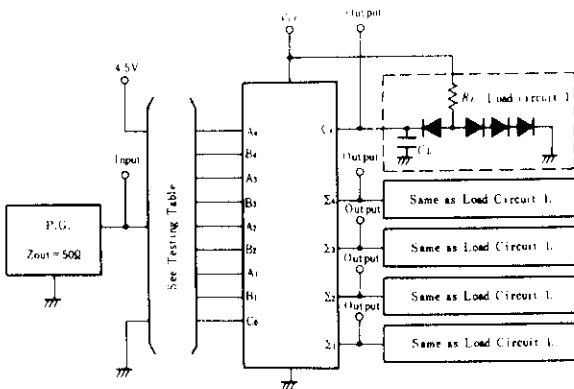 Vcc
Output
4.5V
Input
P.G.
Zout = 50Ω
See Testing Table
A4
B4
A3
B3
A2
B2
A1
B1
C0
C4
Σ4
Σ3
Σ2
Σ1
RL Load circuit 1
CL
Output
Same as Load Circuit 1.
Output
Same as Load Circuit 1.
Output
Same as Load Circuit 1.
Output
Same as Load Circuit 1.